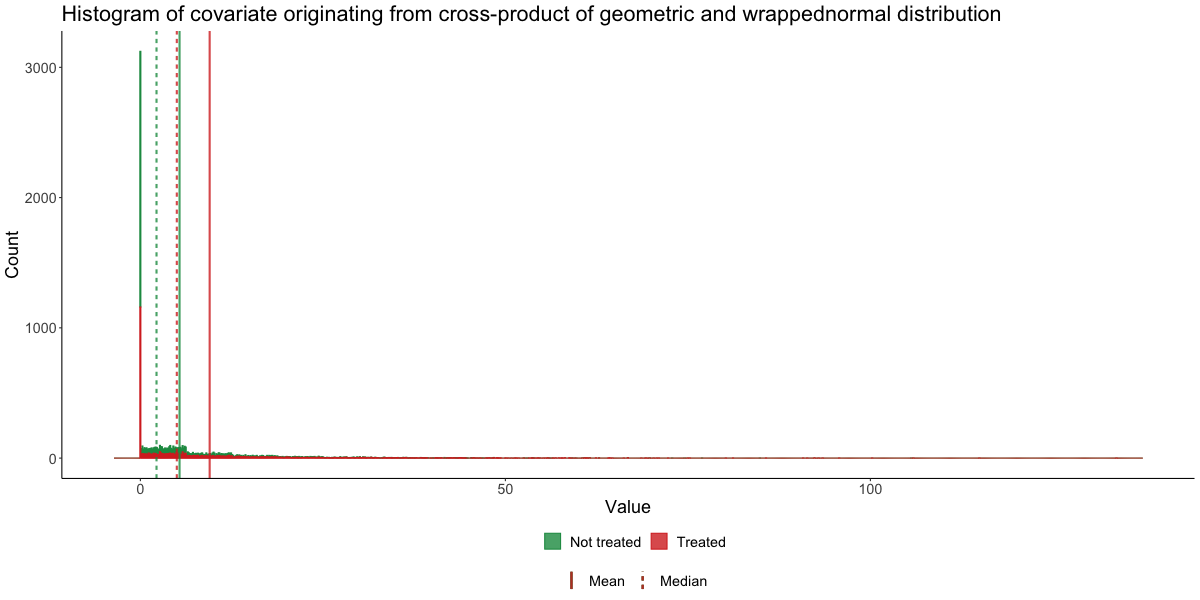 Histogram of covariate originating from cross-product of geometric and wrappednormal distribution
Count
3000
2000
1000
0
0 50 100
Value
Not treated Treated
Mean Median